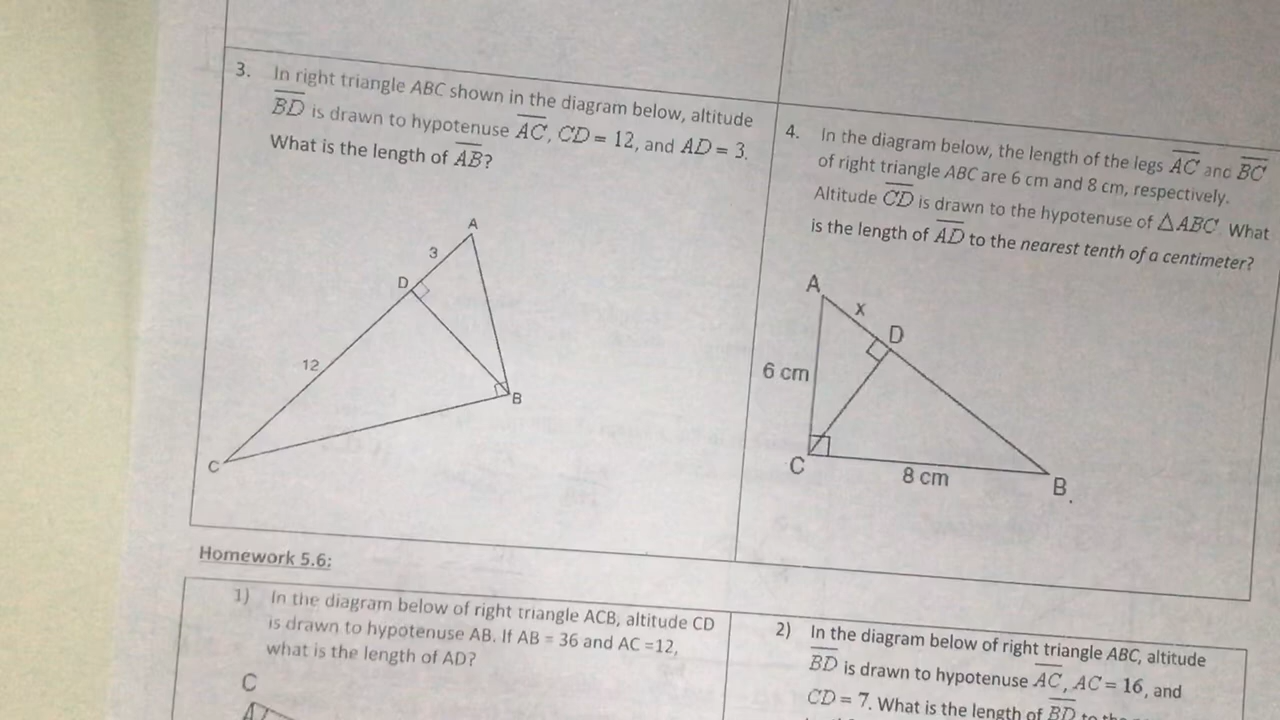 3. In right triangle ABC shown in the diagram below, altitude
BD is drawn to hypotenuse AC, CD = 12, and AD = 3.
What is the length of AB?
A
3
D
12
B
C
4. In the diagram below, the length of the legs AC and BC
of right triangle ABC are 6 cm and 8 cm, respectively.
Altitude CD is drawn to the hypotenuse of △ABC. What
is the length of AD to the nearest tenth of a centimeter?
A
x
D
6 cm
C
8 cm
B.
Homework 5.6:
1) In the diagram below of right triangle ACB, altitude CD
is drawn to hypotenuse AB. If AB = 36 and AC =12,
what is the length of AD?
C
2) In the diagram below of right triangle ABC, altitude
BD is drawn to hypotenuse AC, AC = 16, and
CD = 7. What is the length of BD to the